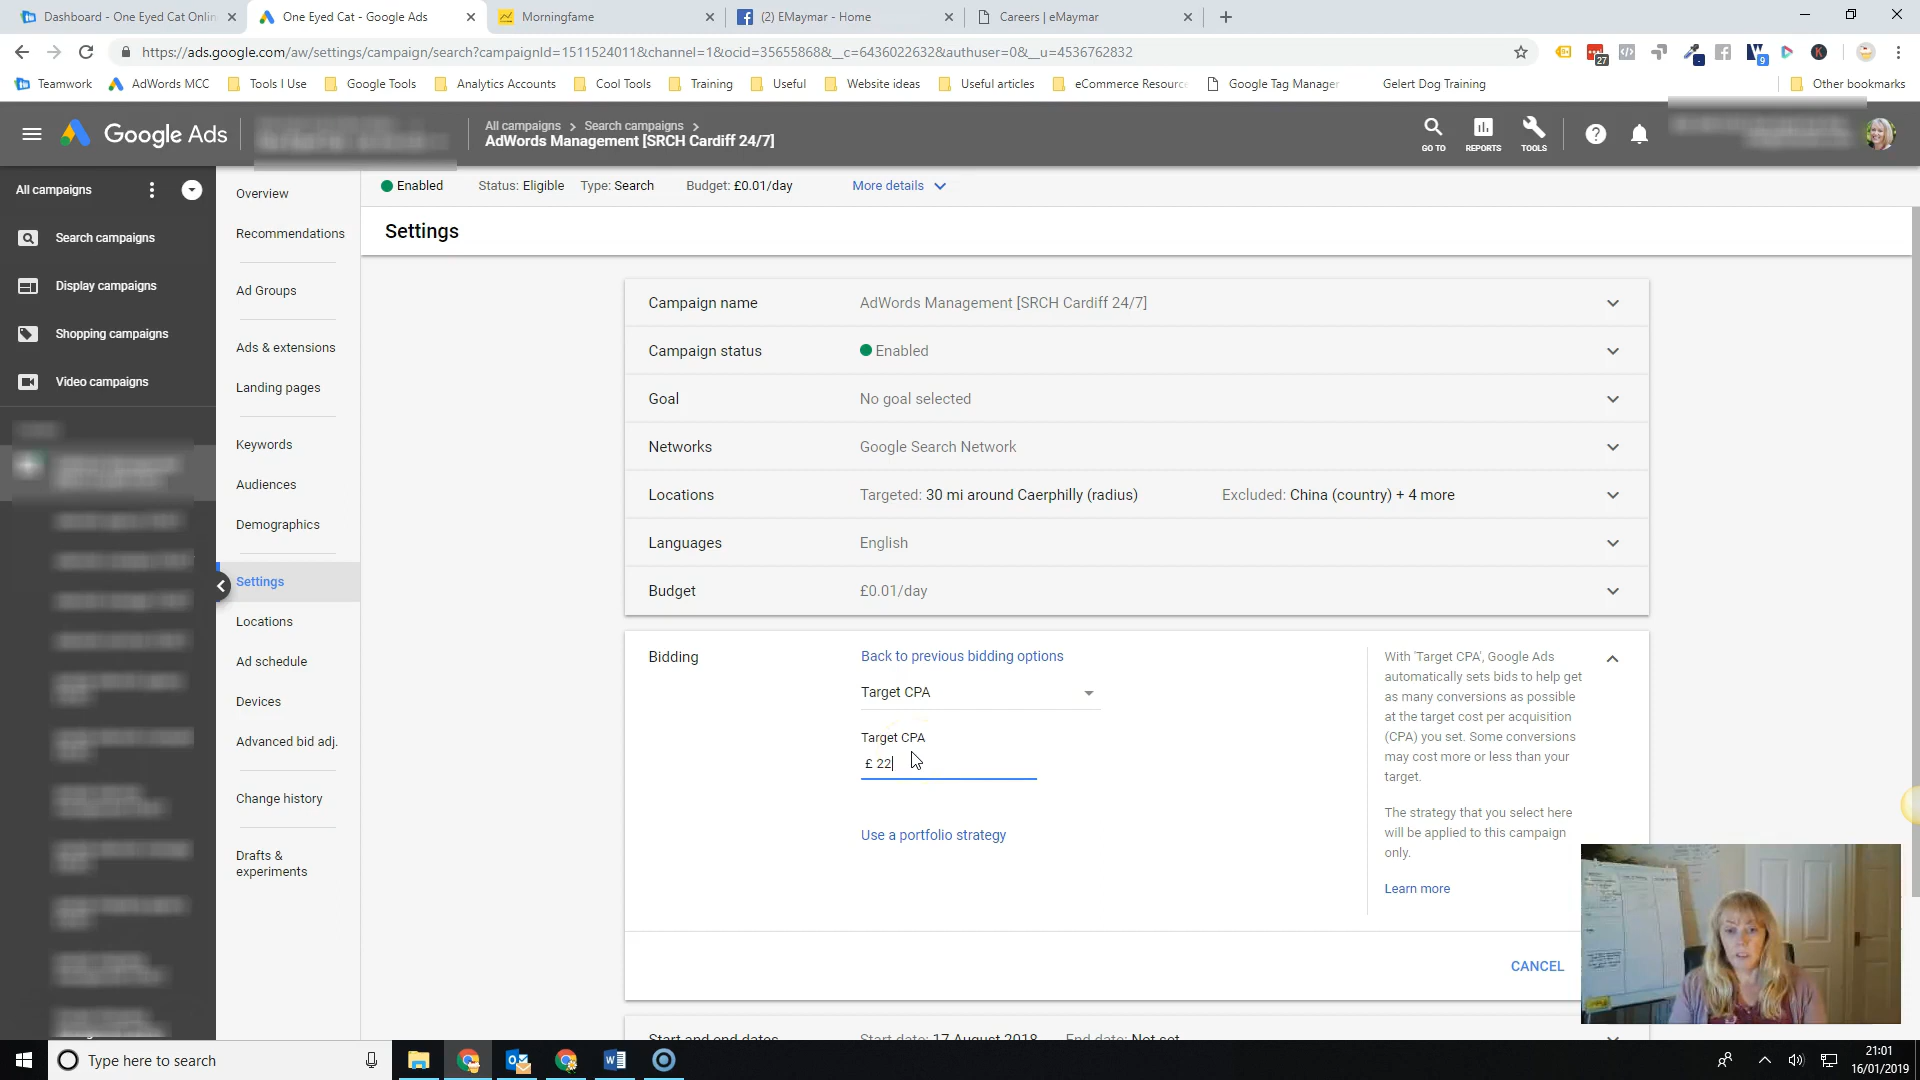 Dashboard - One Eyed Cat Onlin
One Eyed Cat - Google Ads
Morningfame
(2) EMaymar - Home
Careers | eMaymar
https://ads.google.com/aw/settings/campaign/search?campaignId=1511524011&channel=1&ocid=35655868&__c=6436022632&authuser=0&__u=4536762832
27
9
Teamwork
AdWords MCC
Tools I Use
Google Tools
Analytics Accounts
Cool Tools
Training
Useful
Website ideas
Useful articles
eCommerce Resourc
Google Tag Manager
Gelert Dog Training
Other bookmarks
Google Ads
All campaigns > Search campaigns >
AdWords Management [SRCH Cardiff 24/7]
GO TO
REPORTS
TOOLS
All campaigns
Search campaigns
Display campaigns
Shopping campaigns
Video campaigns
Overview
Recommendations
Ad Groups
Ads & extensions
Landing pages
Keywords
Audiences
Demographics
Settings
Locations
Ad schedule
Devices
Advanced bid adj.
Change history
Drafts &
experiments
Enabled
Status: Eligible
Type: Search
Budget: £0.01/day
More details
Settings
Campaign name
AdWords Management [SRCH Cardiff 24/7]
Campaign status
Enabled
Goal
No goal selected
Networks
Google Search Network
Locations
Targeted: 30 mi around Caerphilly (radius)
Excluded: China (country) + 4 more
Languages
English
Budget
£0.01/day
Bidding
Back to previous bidding options
Target CPA
Target CPA
£ 22
Use a portfolio strategy
With 'Target CPA', Google Ads
automatically sets bids to help get
as many conversions as possible
at the target cost per acquisition
(CPA) you set. Some conversions
may cost more or less than your
target.
The strategy that you select here
will be applied to this campaign
only.
Learn more
CANCEL
Start and end dates
Start date: 17 August 2018
End date: Not set
Type here to search
21:01
16/01/2019